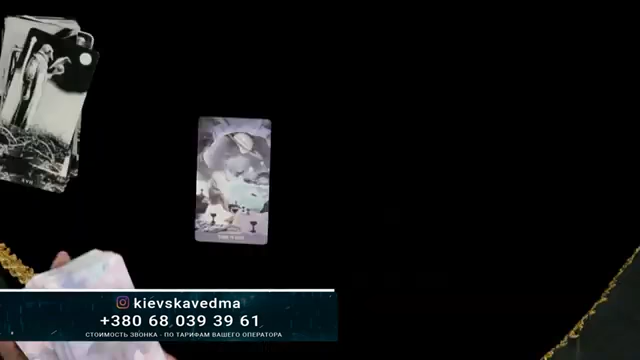 kievskavedma
+380 68 039 39 61
СТОИМОСТЬ ЗВОНКА - ПО ТАРИФАМ ВАШЕГО ОПЕРАТОРА